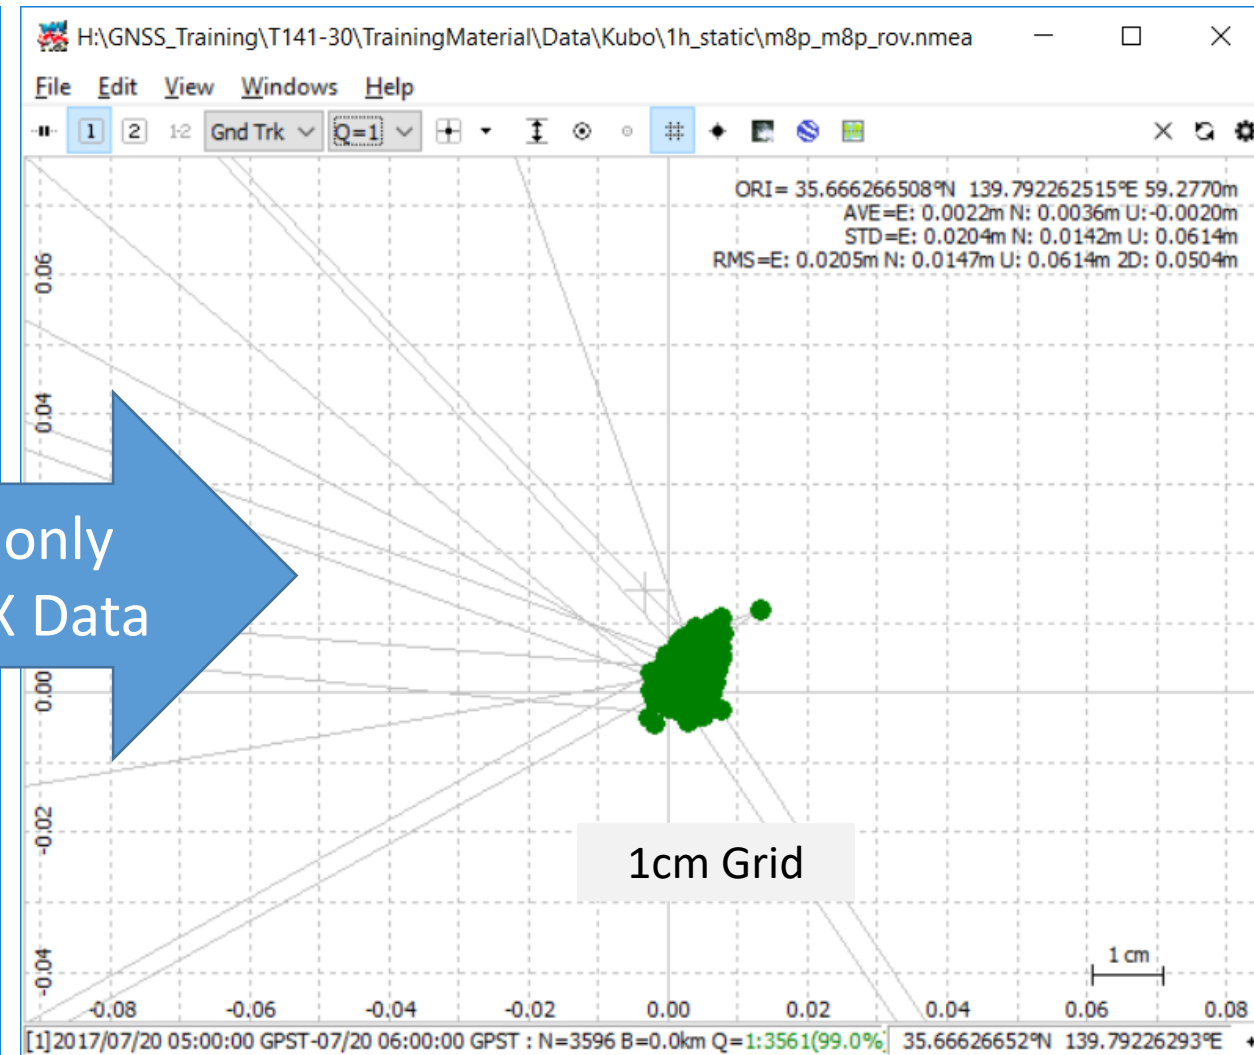 H:\GNSS_Training\T141-30\TrainingMaterial\Data\Kubo\1h_static\m8p_m8p_rov.nmea
File Edit View Windows Help
1 2 1-2 Gnd Trk Q=1
ORI= 35.666266508°N 139.792262515°E 59.2770m
AVE=E: 0.0022m N: 0.0036m U:-0.0020m
STD=E: 0.0204m N: 0.0142m U: 0.0614m
RMS=E: 0.0205m N: 0.0147m U: 0.0614m 2D: 0.0504m
0.06
0.04
only
X Data
0.00
-0.02
1cm Grid
-0.04
1 cm
-0.08 -0.06 -0.04 -0.02 0.00 0.02 0.04 0.06 0.08
[1]2017/07/20 05:00:00 GPST-07/20 06:00:00 GPST : N=3596 B=0.0km Q=1:3561(99.0%) 35.66626652°N 139.79226293°E